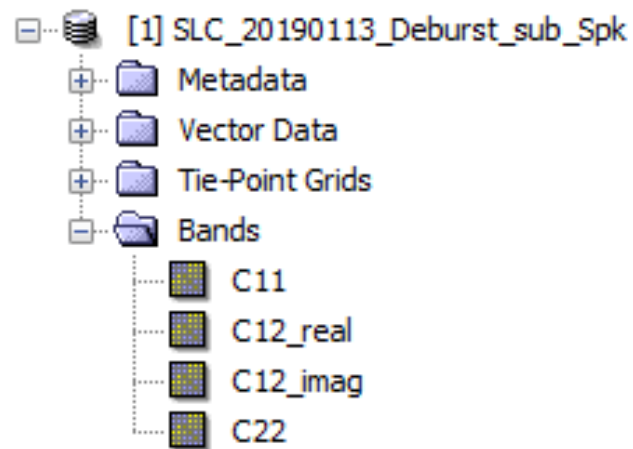 [1] SLC_20190113_Deburst_sub_Spk
Metadata
Vector Data
Tie-Point Grids
Bands
C11
C12_real
C12_imag
C22